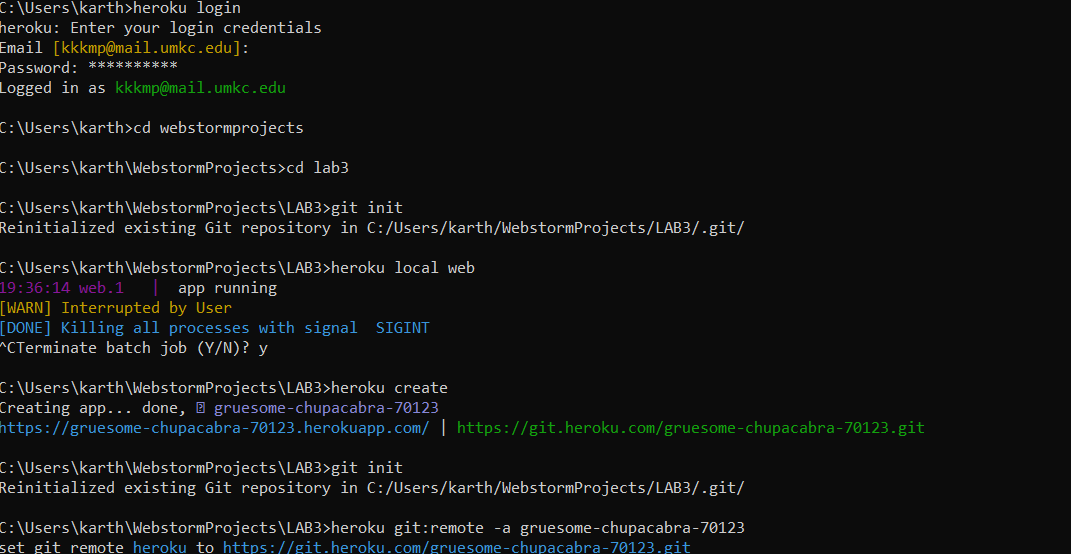 C:\Users\karth>heroku login
heroku: Enter your login credentials
Email [kkkmp@mail.umkc.edu]:
Password: **********
Logged in as kkkmp@mail.umkc.edu
C:\Users\karth>cd webstormprojects
C:\Users\karth\WebstormProjects>cd lab3
C:\Users\karth\WebstormProjects\LAB3>git init
Reinitialized existing Git repository in C:/Users/karth/WebstormProjects/LAB3/.git/
C:\Users\karth\WebstormProjects\LAB3>heroku local web
19:36:14 web.1   |  app running
[WARN] Interrupted by User
[DONE] Killing all processes with signal  SIGINT
^CTerminate batch job (Y/N)? y
C:\Users\karth\WebstormProjects\LAB3>heroku create
Creating app... done, ⍰ gruesome-chupacabra-70123
https://gruesome-chupacabra-70123.herokuapp.com/ | https://git.heroku.com/gruesome-chupacabra-70123.git
C:\Users\karth\WebstormProjects\LAB3>git init
Reinitialized existing Git repository in C:/Users/karth/WebstormProjects/LAB3/.git/
C:\Users\karth\WebstormProjects\LAB3>heroku git:remote -a gruesome-chupacabra-70123
set git remote heroku to https://git.heroku.com/gruesome-chupacabra-70123.git